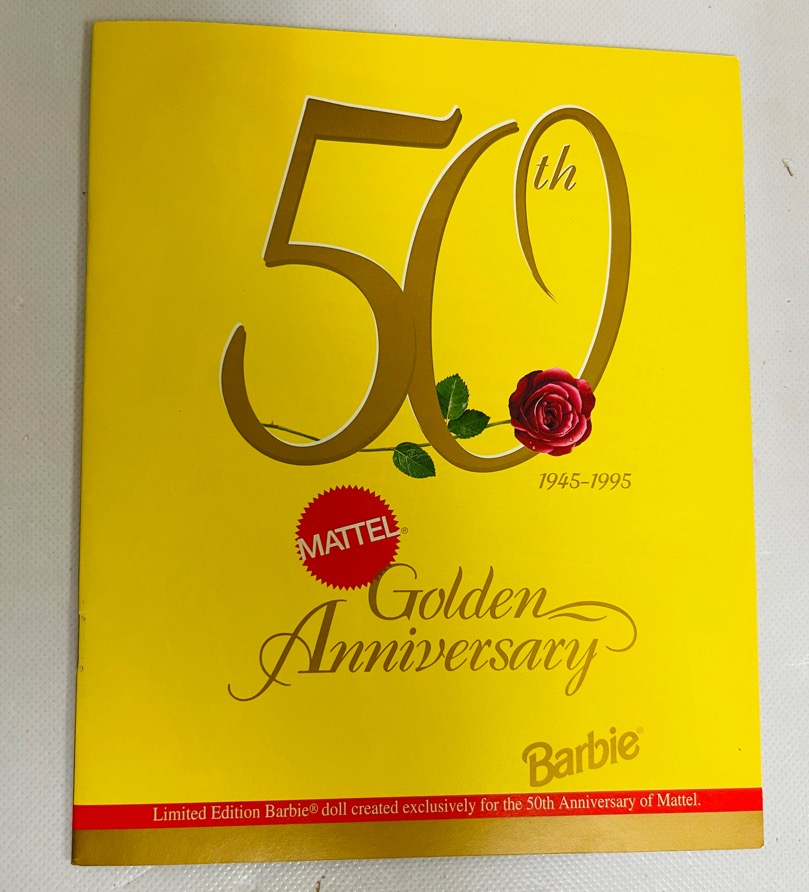 50th
1945-1995
MATTEL®
Golden
Anniversary
Barbie®
Limited Edition Barbie® doll created exclusively for the 50th Anniversary of Mattel.